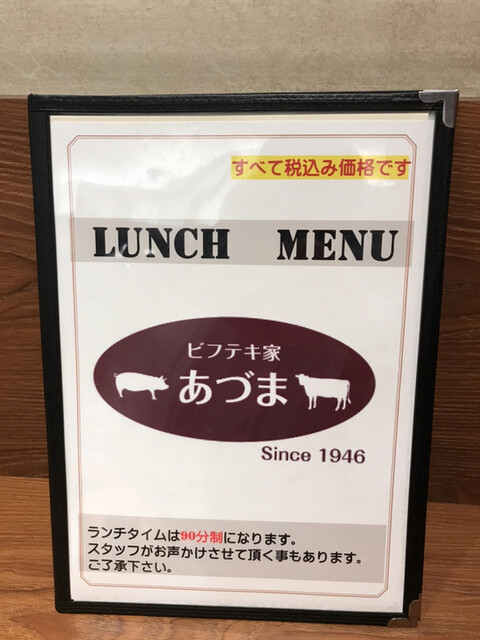 すべて税込み価格です
LUNCH MENU
ビフテキ家
あづま
Since 1946
ランチタイムは90分制になります。
スタッフがお声かけさせて頂く事もあります。
ご了承下さい。